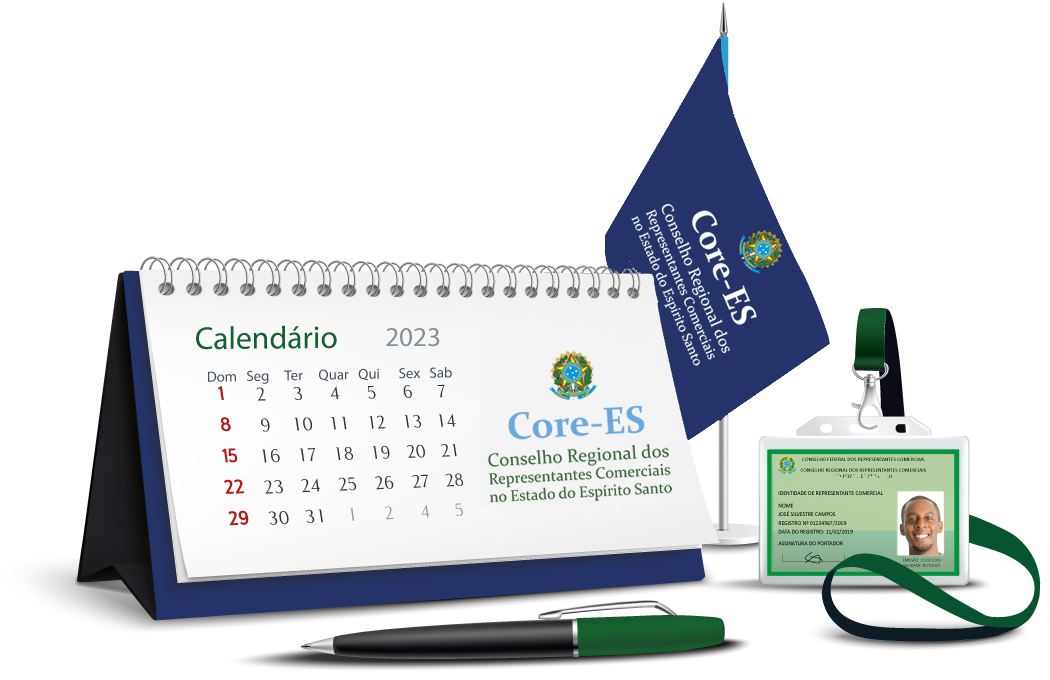 Calendário 2023
Dom Seg Ter Quar Qui Sex Sab
1 2 3 4 5 6 7
8 9 10 11 12 13 14
15 16 17 18 19 20 21
22 23 24 25 26 27 28
29 30 31 1 2 4 5
Core-ES
Conselho Regional dos
Representantes Comerciais
no Estado do Espírito Santo
Core-ES
Conselho Regional dos
Representantes Comerciais
no Estado do Espírito Santo
CONSELHO FEDERAL DOS REPRESENTANTES COMERCIAIS
CONSELHO REGIONAL DOS REPRESENTANTES COMERCIAIS
IDENTIDADE DE REPRESENTANTE COMERCIAL
NOME
JOSÉ SILVESTRE CAMPOS
REGISTRO Nº 01234567/2019
DATA DO REGISTRO: 11/02/2019
ASSINATURA DO PORTADOR